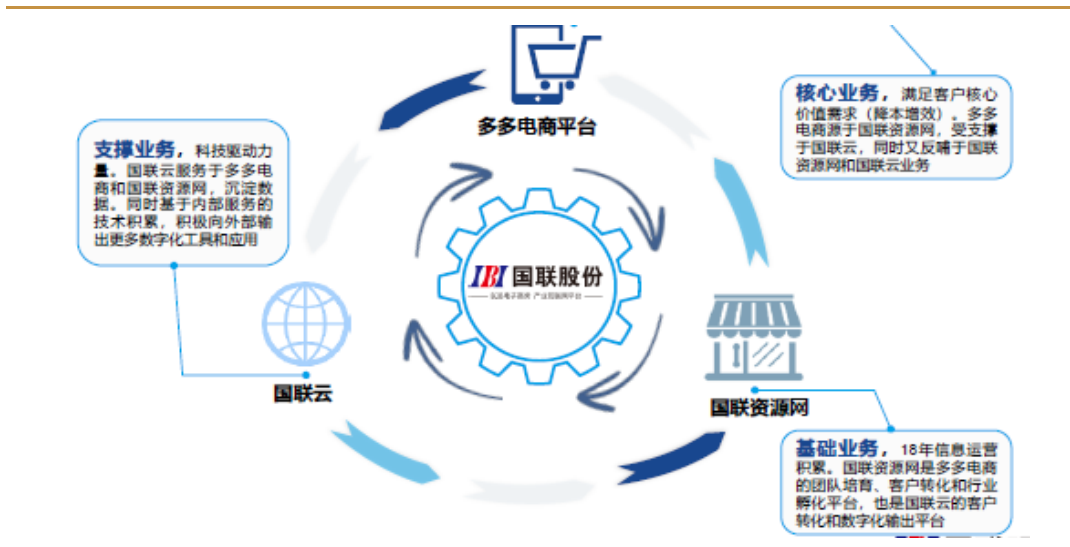 多多电商平台
核心业务，满足客户核心
价值需求（降本增效）。多多
电商源于国联资源网，受支撑
于国联云，同时又反哺于国联
资源网和国联云业务
支撑业务，科技驱动力
量。国联云服务于多多电
商和国联资源网，沉淀数
据。同时基于内部服务的
技术积累，积极向外部输
出更多数字化工具和应用
IBI 国联股份
国联云
国联资源网
基础业务，18年信息运营
积累。国联资源网是多多电商
的团队培育、客户转化和行业
孵化平台，也是国联云的客户
转化和数字化输出平台